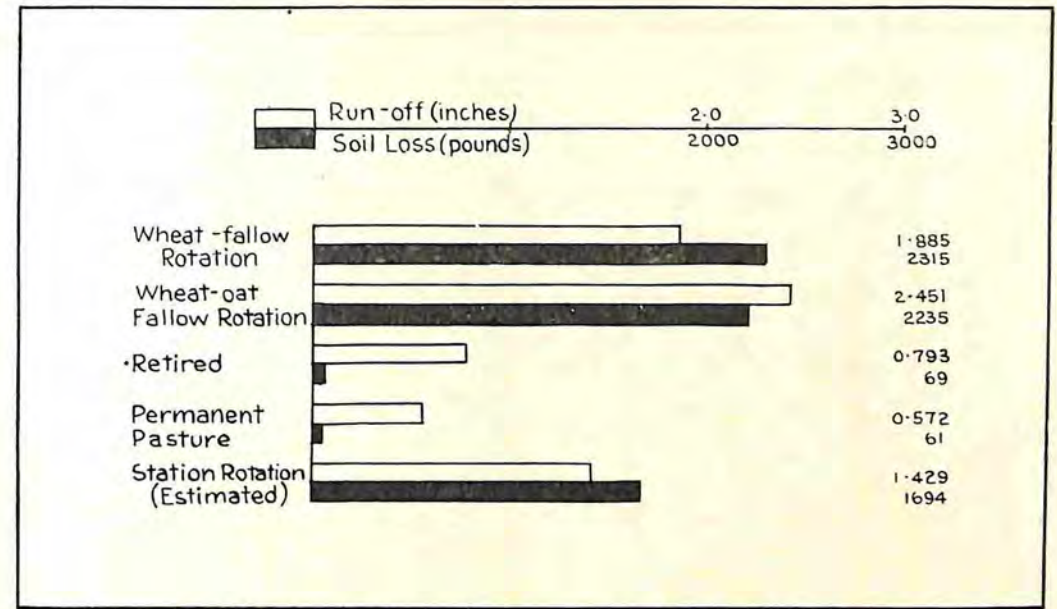 Run-off (inches) 2·0 3·0
Soil Loss (pounds) 2000 3000
Wheat-fallow 1·885
Rotation 2315
Wheat-oat 2·451
Fallow Rotation 2235
·Retired 0·793
69
Permanent 0·572
Pasture 61
Station Rotation 1·429
(Estimated) 1694